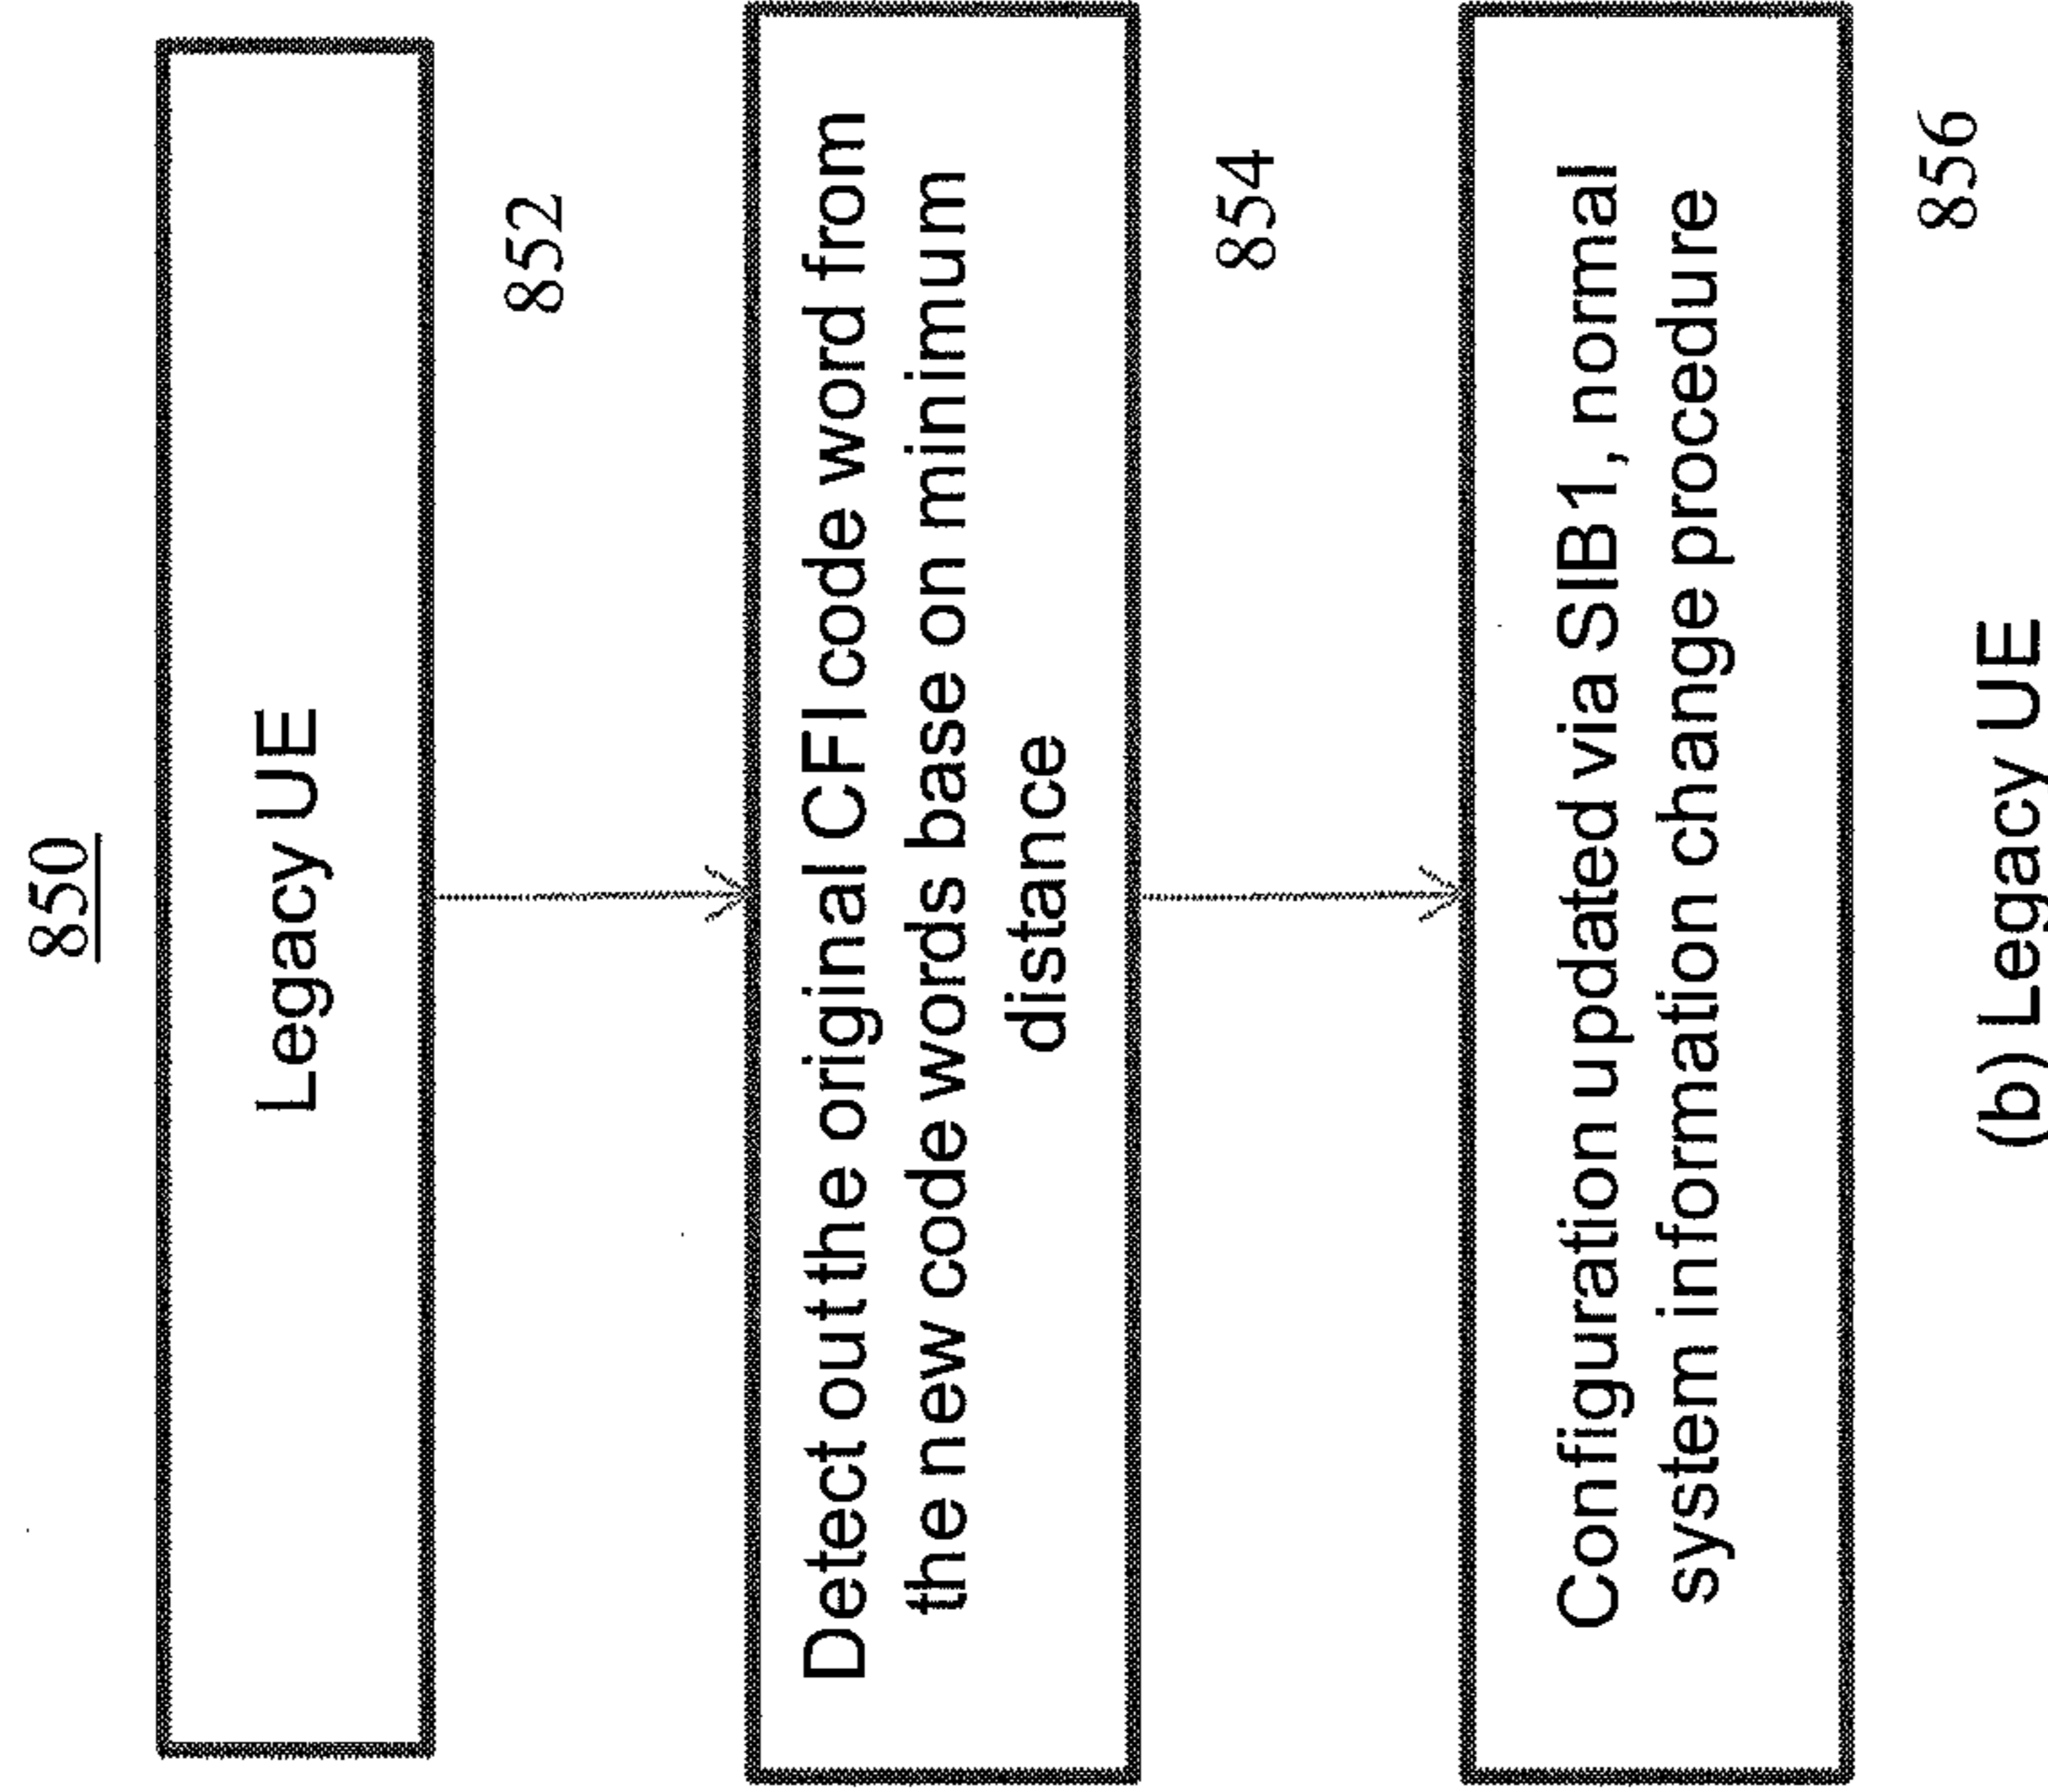 850
Legacy UE
852
Detect out the original CFI code word from
the new code words base on minimum
distance
854
Configuration updated via SIB1, normal
system information change procedure
856
(b) Legacy UE